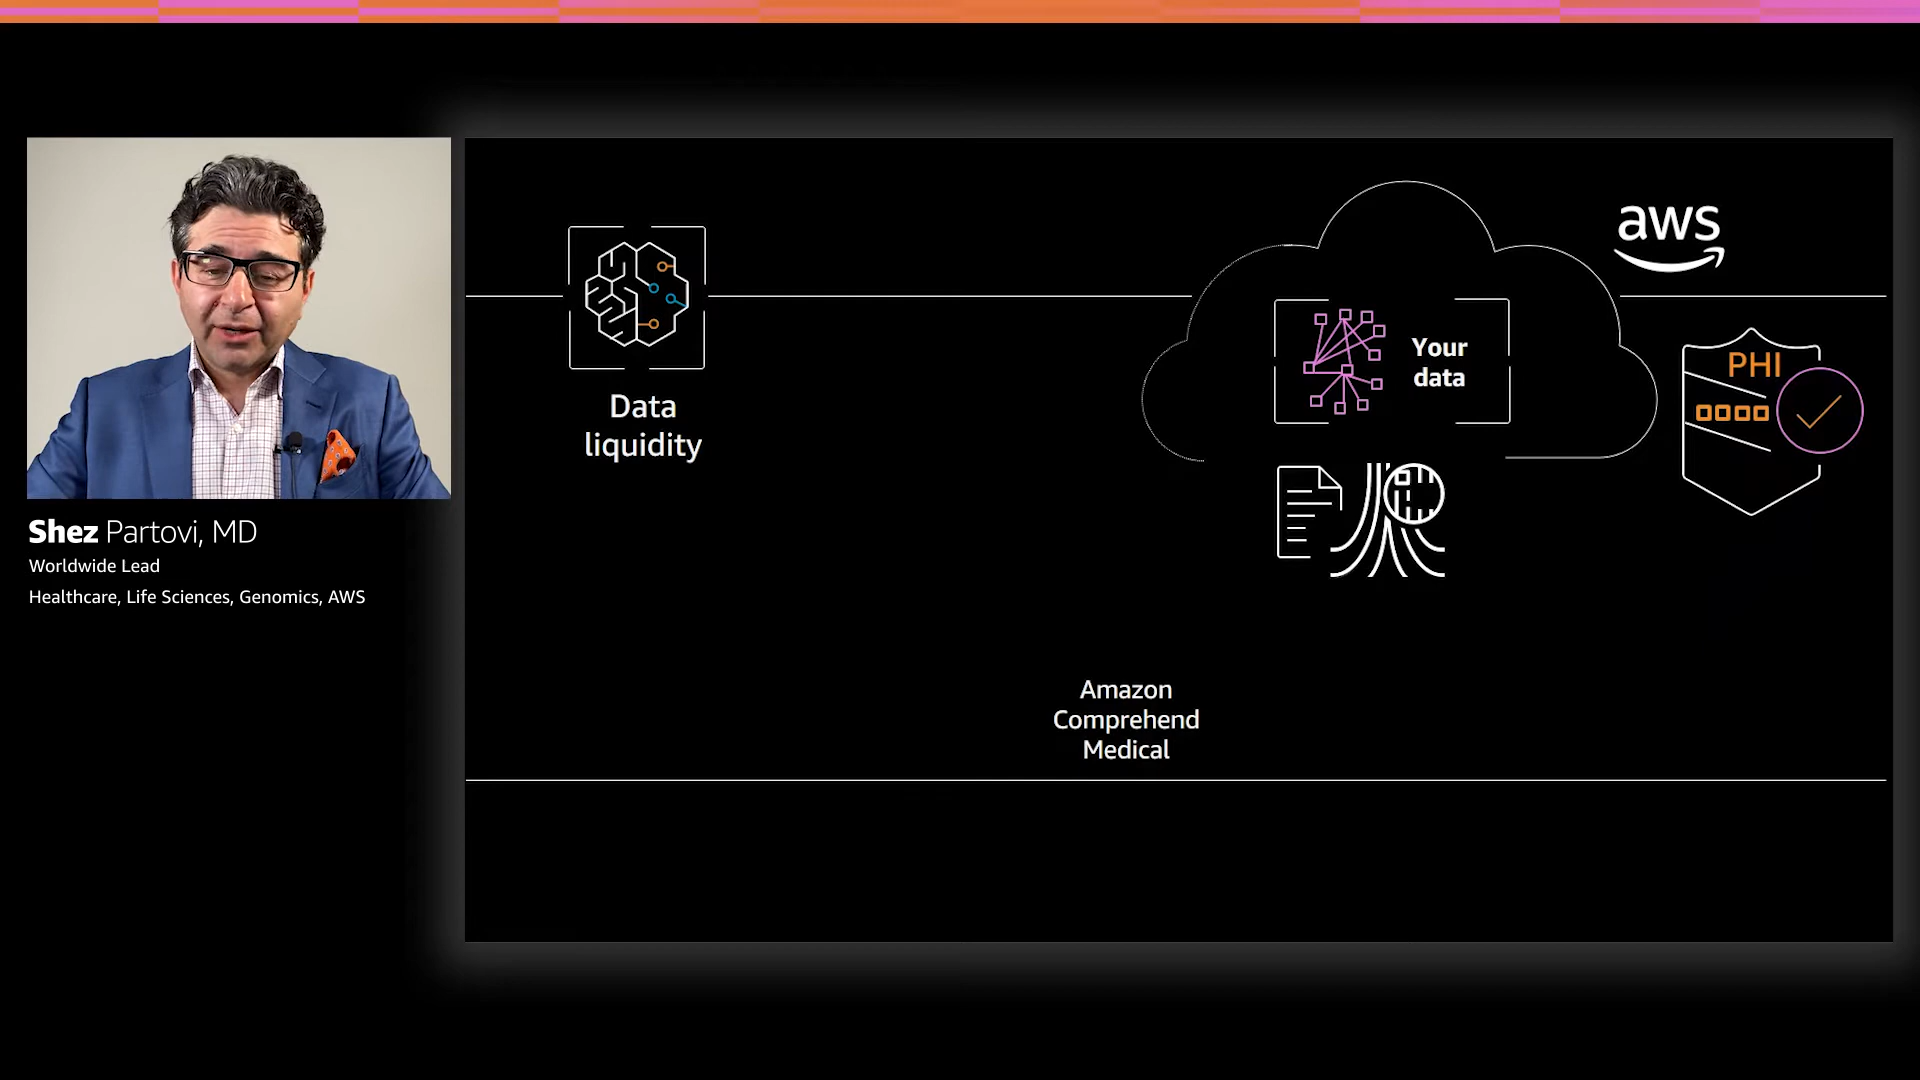 Shez Partovi, MD
Worldwide Lead
Healthcare, Life Sciences, Genomics, AWS
Data
liquidity
aws
Your
data
PHI
Amazon
Comprehend
Medical